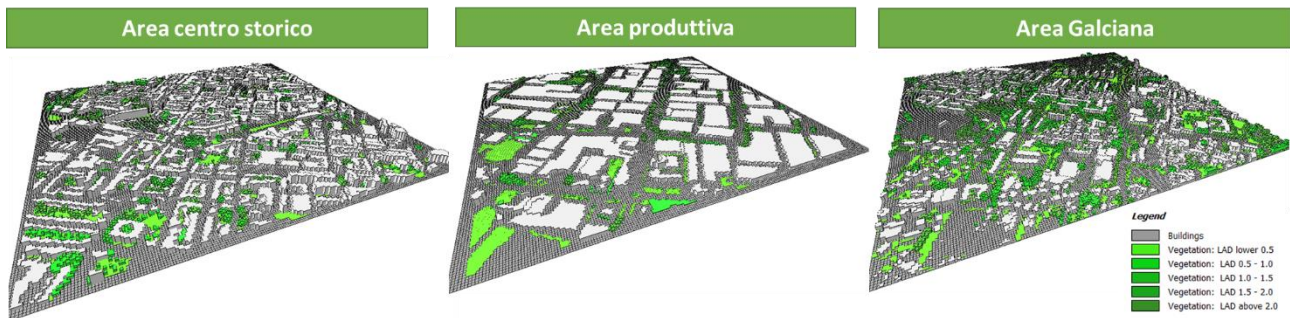 Area centro storico
Area produttiva
Area Galciana
Legend
Buildings
Vegetation: LAD lower 0.5
Vegetation: LAD 0.5 - 1.0
Vegetation: LAD 1.0 - 1.5
Vegetation: LAD 1.5 - 2.0
Vegetation: LAD above 2.0